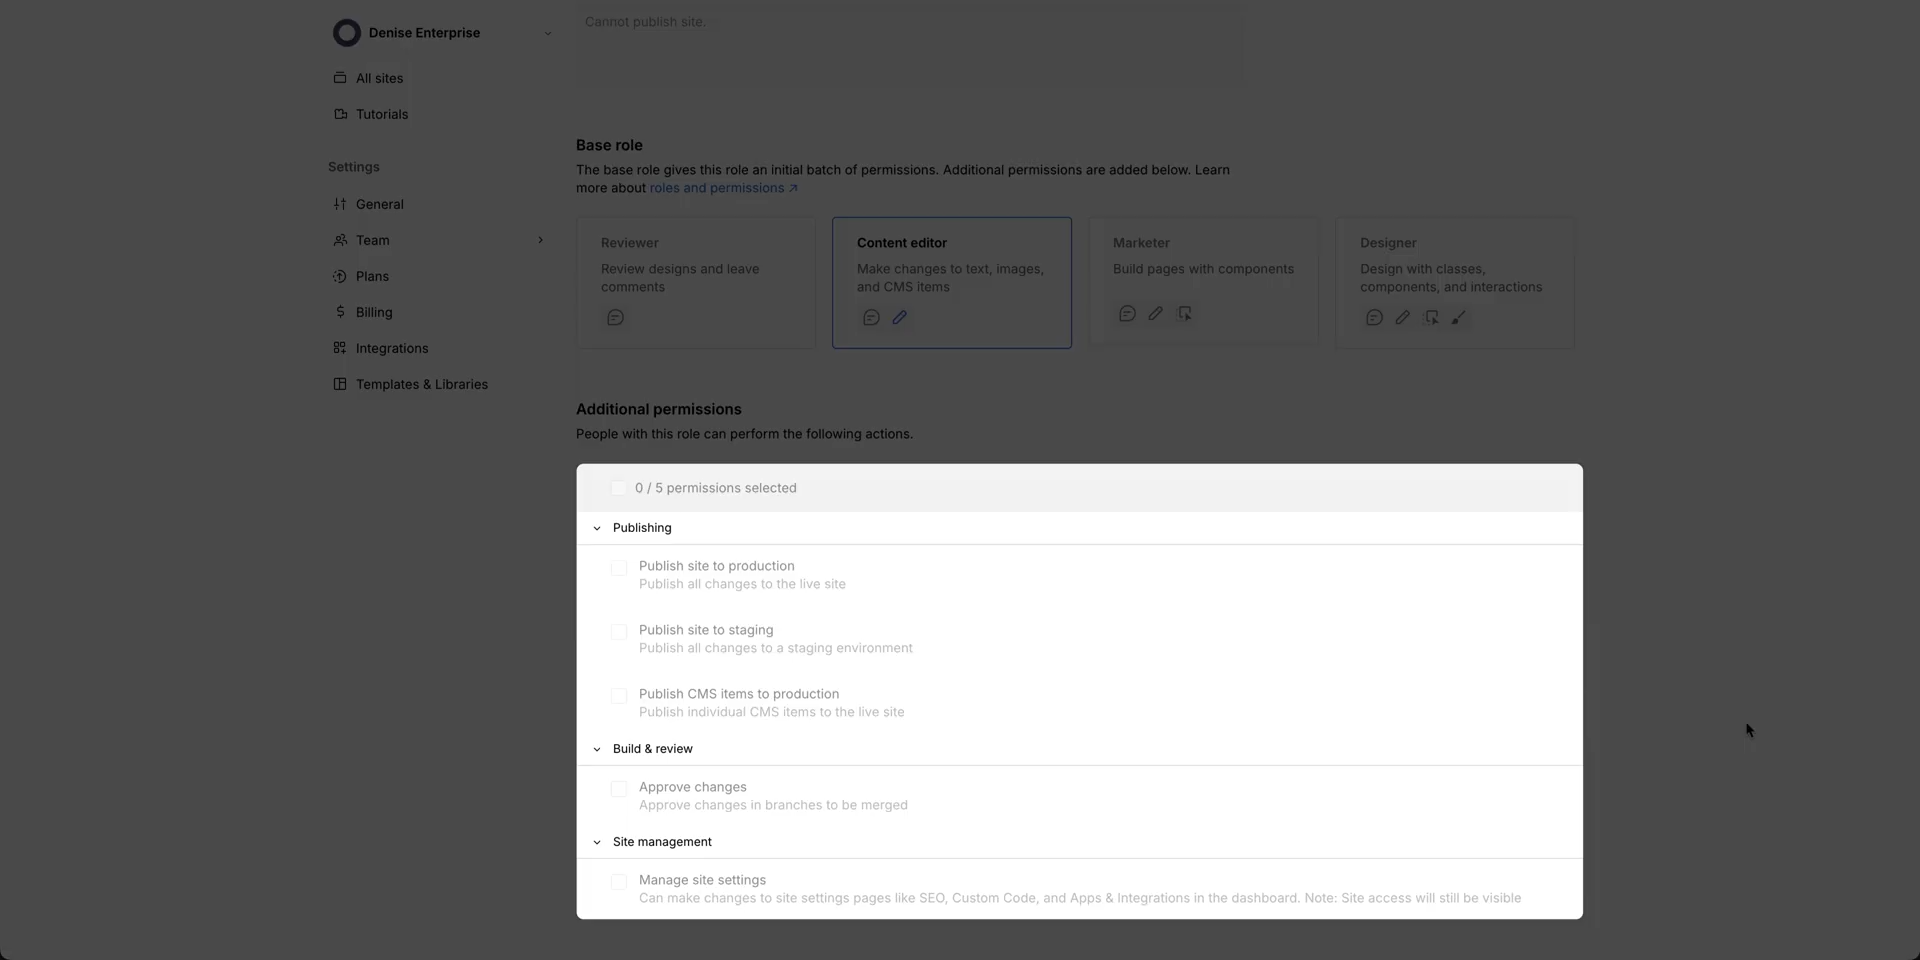 Denise Enterprise
All sites
Tutorials
Settings
General
Team
Plans
Billing
Integrations
Templates & Libraries
Cannot publish site.
Base role
The base role gives this role an initial batch of permissions. Additional permissions are added below. Learn
more about roles and permissions ↗
Reviewer
Review designs and leave
comments
Content editor
Make changes to text, images,
and CMS items
Marketer
Build pages with components
Designer
Design with classes,
components, and interactions
Additional permissions
People with this role can perform the following actions.
0 / 5 permissions selected
Publishing
Publish site to production
Publish all changes to the live site
Publish site to staging
Publish all changes to a staging environment
Publish CMS items to production
Publish individual CMS items to the live site
Build & review
Approve changes
Approve changes in branches to be merged
Site management
Manage site settings
Can make changes to site settings pages like SEO, Custom Code, and Apps & Integrations in the dashboard. Note: Site access will still be visible